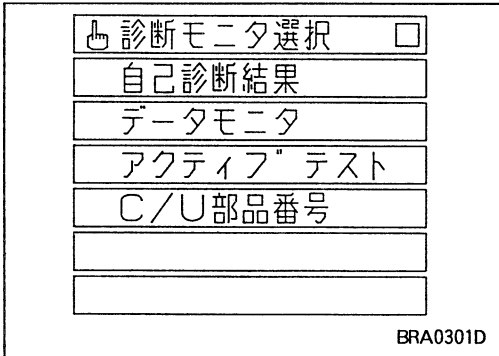 診断モニタ選択
自己診断結果
データモニタ
アクティブ テスト
C/U部品番号
BRA0301D